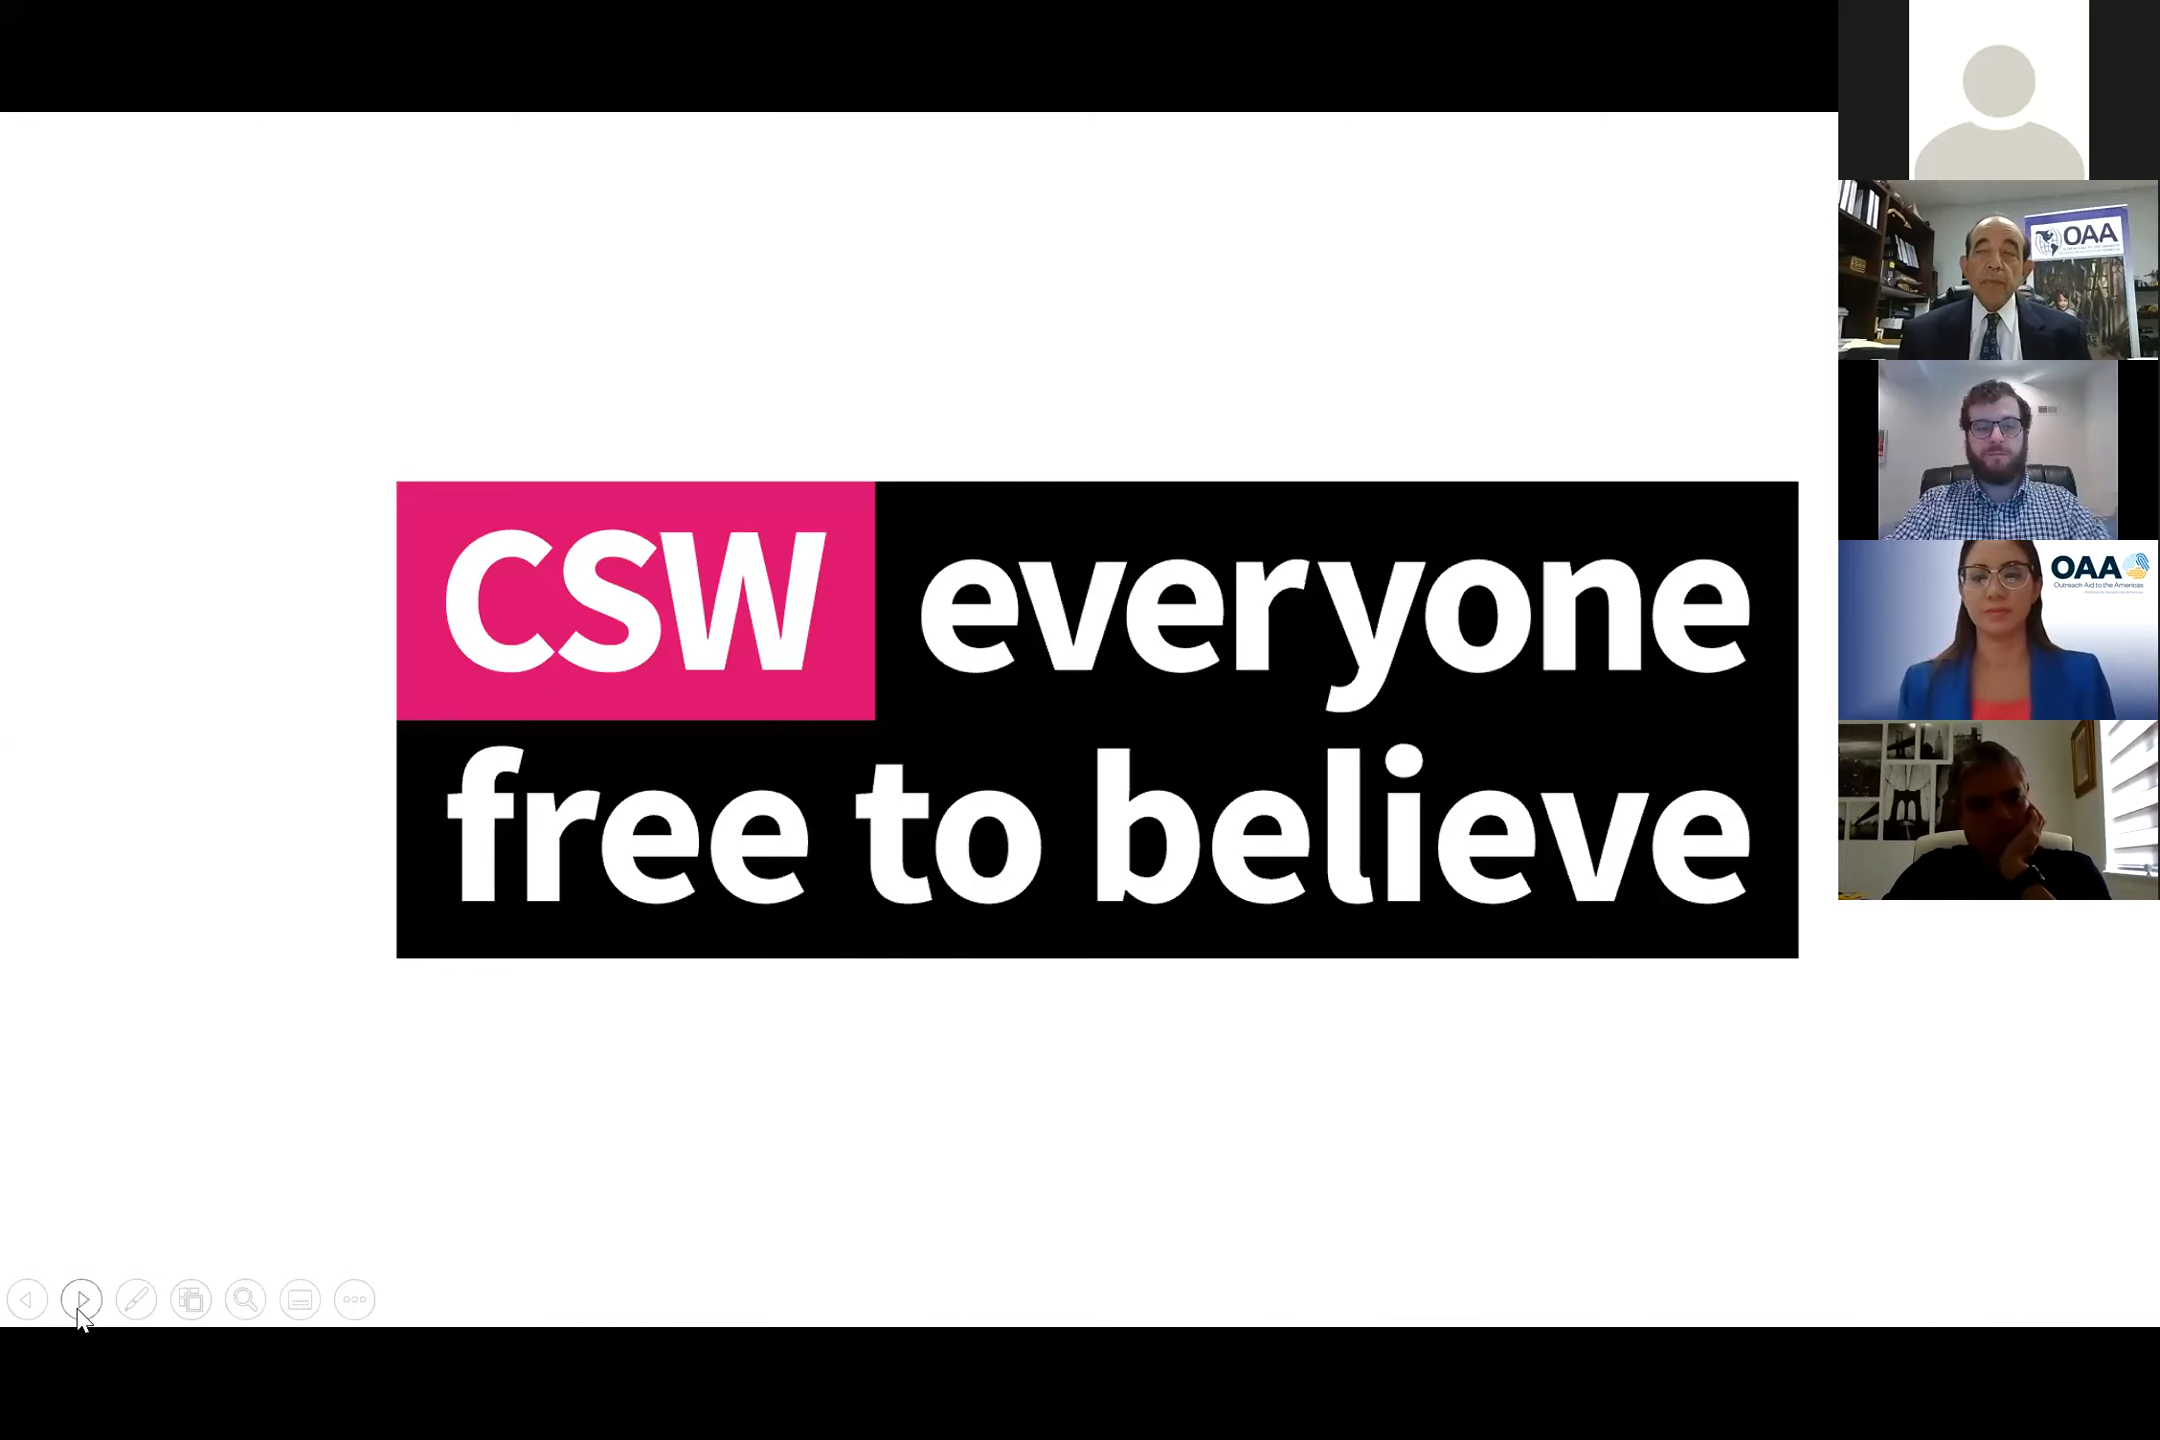 CSW everyone
free to believe
OAA
OAA
Outreach Aid to the Americas